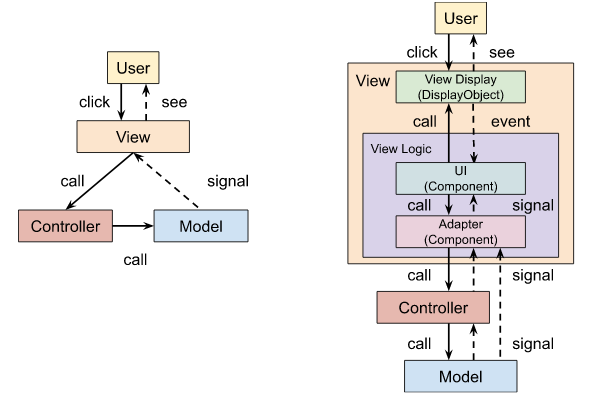 User
click
see
View
call
signal
Controller
Model
call
User
click
see
View
View Display
(DisplayObject)
call
event
View Logic
UI
(Component)
call
signal
Adapter
(Component)
call
signal
Controller
call
signal
Model